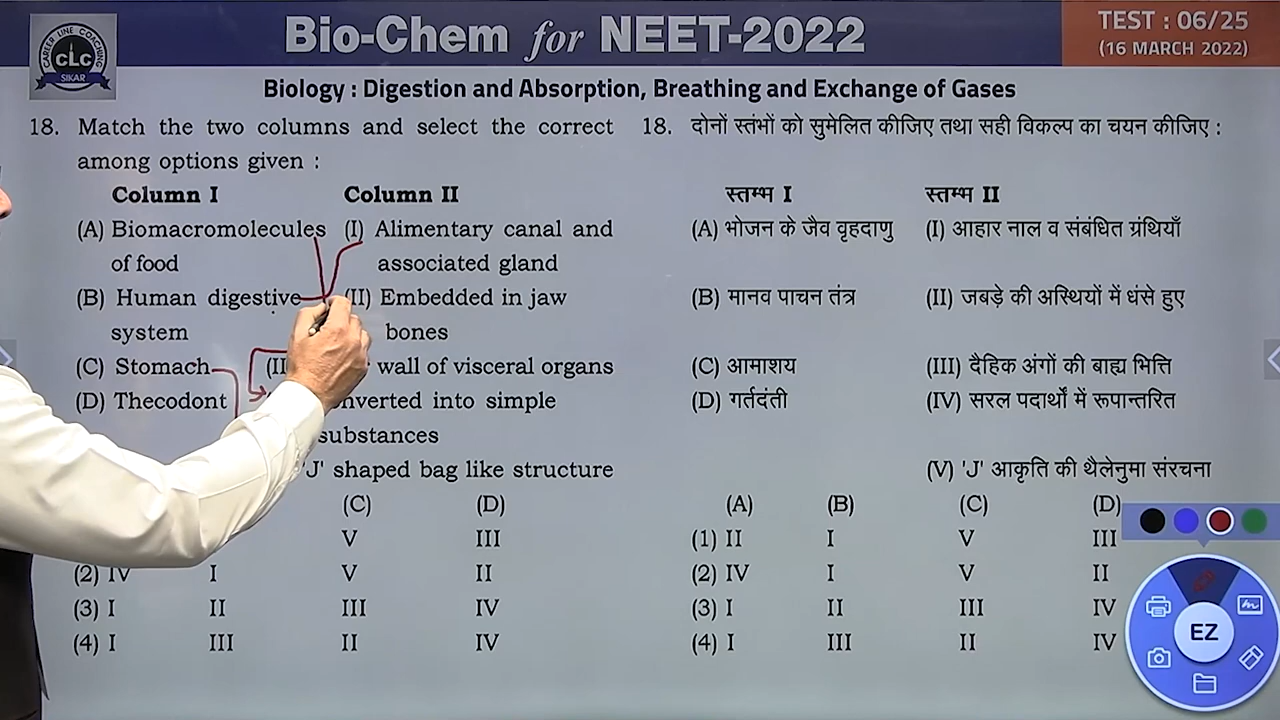 CAREER LINE COACHING
CLC
SIKAR
Bio-Chem for NEET-2022
TEST : 06/25
(16 MARCH 2022)
Biology : Digestion and Absorption, Breathing and Exchange of Gases
18. Match the two columns and select the correct
among options given :
Column I Column II
(A) Biomacromolecules (I) Alimentary canal and
of food associated gland
(B) Human digestive (II) Embedded in jaw
system bones
(C) Stomach wall of visceral organs
(D) Thecodont into simple
substances
'J' shaped bag like structure
(C) (D)
V III
(2) IV I V II
(3) I II III IV
(4) I III II IV
18. दोनों स्तंभों को सुमेलित कीजिए तथा सही विकल्प का चयन कीजिए :
स्तम्भ I स्तम्भ II
(A) भोजन के जैव वृहदाणु (I) आहार नाल व संबंधित ग्रंथियाँ
(B) मानव पाचन तंत्र (II) जबड़े की अस्थियों में धंसे हुए
(C) आमाशय (III) दैहिक अंगों की बाह्य भित्ति
(D) गर्तदंती (IV) सरल पदार्थों में रूपान्तरित
(V) 'J' आकृति की थैलेनुमा संरचना
(A) (B) (C) (D)
(1) II I V III
(2) IV I V II
(3) I II III IV
(4) I III II IV
EZ